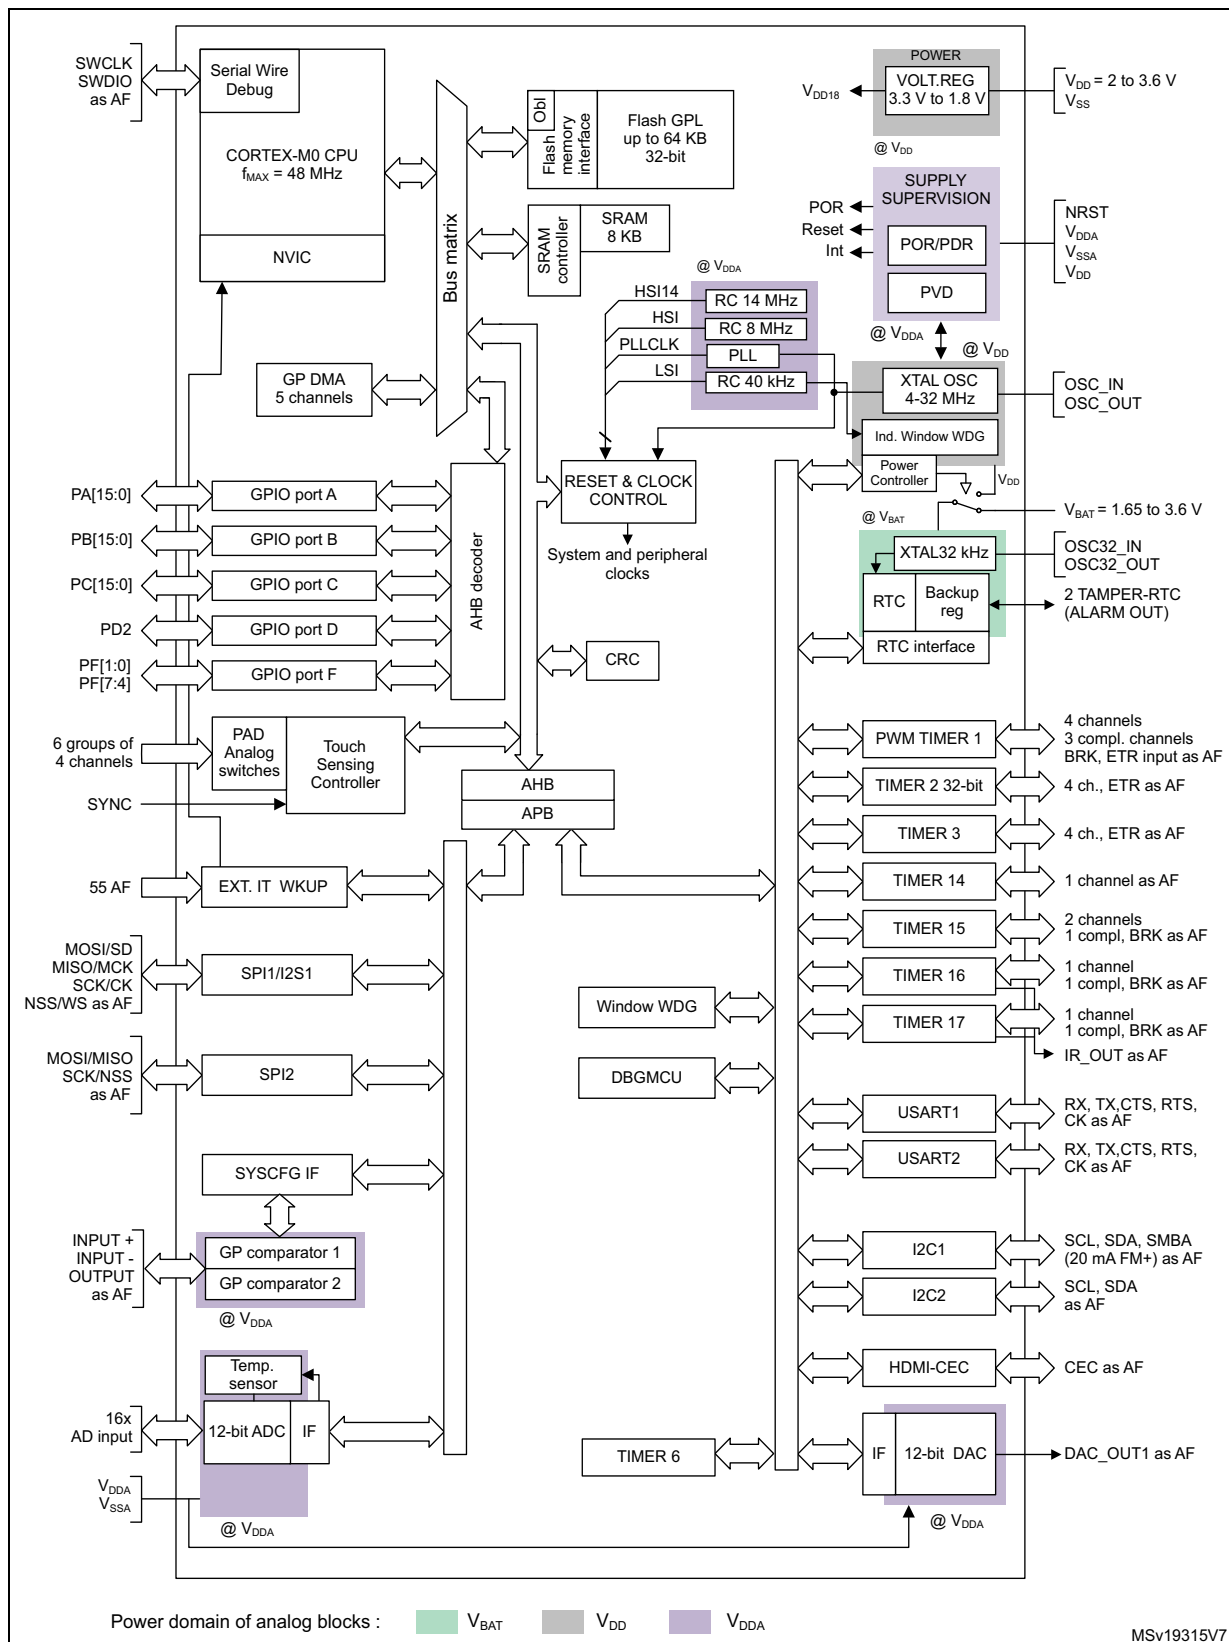 SWCLK
SWDIO
as AF
Serial Wire
Debug
CORTEX-M0 CPU
fMAX = 48 MHz
NVIC
Bus matrix
Obl
Flash
memory
interface
Flash GPL
up to 64 KB
32-bit
SRAM
controller
SRAM
8 KB
POWER
VOLT.REG
3.3 V to 1.8 V
VDD18
VDD = 2 to 3.6 V
VSS
@ VDD
SUPPLY
SUPERVISION
POR
Reset
Int
POR/PDR
PVD
NRST
VDDA
VSSA
VDD
@ VDDA
@ VDD
@ VDDA
HSI14
HSI
PLLCLK
LSI
RC 14 MHz
RC 8 MHz
PLL
RC 40 kHz
XTAL OSC
4-32 MHz
OSC_IN
OSC_OUT
Ind. Window WDG
Power
Controller
VDD
GP DMA
5 channels
RESET & CLOCK
CONTROL
System and peripheral
clocks
VBAT = 1.65 to 3.6 V
@ VBAT
XTAL32 kHz
OSC32_IN
OSC32_OUT
RTC
Backup
reg
RTC interface
2 TAMPER-RTC
(ALARM OUT)
PA[15:0]
GPIO port A
PB[15:0]
GPIO port B
PC[15:0]
GPIO port C
PD2
GPIO port D
PF[1:0]
PF[7:4]
GPIO port F
AHB decoder
CRC
6 groups of
4 channels
SYNC
PAD
Analog
switches
Touch
Sensing
Controller
AHB
APB
PWM TIMER 1
4 channels
3 compl. channels
BRK, ETR input as AF
TIMER 2 32-bit
4 ch., ETR as AF
TIMER 3
4 ch., ETR as AF
55 AF
EXT. IT WKUP
TIMER 14
1 channel as AF
TIMER 15
2 channels
1 compl, BRK as AF
MOSI/SD
MISO/MCK
SCK/CK
NSS/WS as AF
SPI1/I2S1
TIMER 16
1 channel
1 compl, BRK as AF
Window WDG
TIMER 17
1 channel
1 compl, BRK as AF
IR_OUT as AF
MOSI/MISO
SCK/NSS
as AF
SPI2
DBGMCU
USART1
RX, TX,CTS, RTS,
CK as AF
USART2
RX, TX,CTS, RTS,
CK as AF
SYSCFG IF
INPUT +
INPUT -
OUTPUT
as AF
GP comparator 1
GP comparator 2
@ VDDA
I2C1
SCL, SDA, SMBA
(20 mA FM+) as AF
I2C2
SCL, SDA
as AF
HDMI-CEC
CEC as AF
Temp.
sensor
16x
AD input
12-bit ADC
IF
VDDA
VSSA
@ VDDA
TIMER 6
IF
12-bit DAC
DAC_OUT1 as AF
@ VDDA
Power domain of analog blocks :
VBAT
VDD
VDDA
MSv19315V7